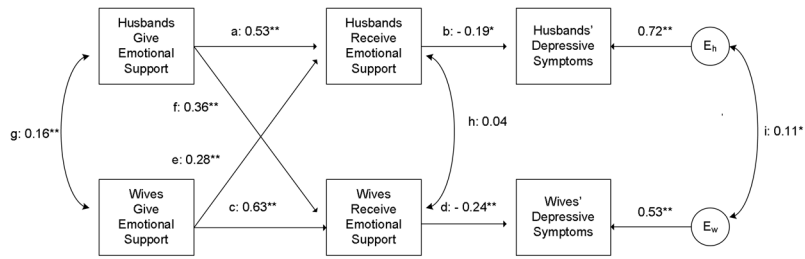 Husbands
Give
Emotional
Support
a: 0.53**
Husbands
Receive
Emotional
Support
b: - 0.19*
Husbands'
Depressive
Symptoms
0.72**
Eh
f: 0.36**
g: 0.16**
h: 0.04
i: 0.11*
e: 0.28**
Wives
Give
Emotional
Support
c: 0.63**
Wives
Receive
Emotional
Support
d: - 0.24**
Wives'
Depressive
Symptoms
0.53**
Ew